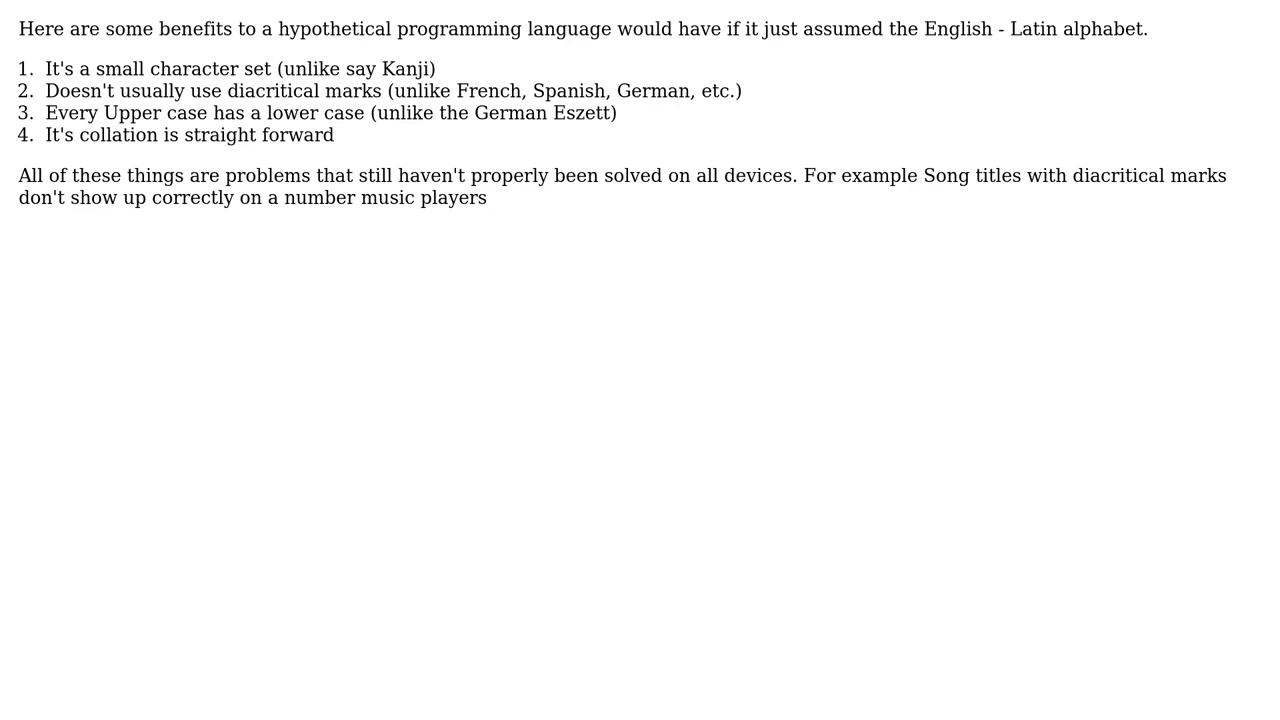 Here are some benefits to a hypothetical programming language would have if it just assumed the English - Latin alphabet.
1. It's a small character set (unlike say Kanji)
2. Doesn't usually use diacritical marks (unlike French, Spanish, German, etc.)
3. Every Upper case has a lower case (unlike the German Eszett)
4. It's collation is straight forward
All of these things are problems that still haven't properly been solved on all devices. For example Song titles with diacritical marks
don't show up correctly on a number music players